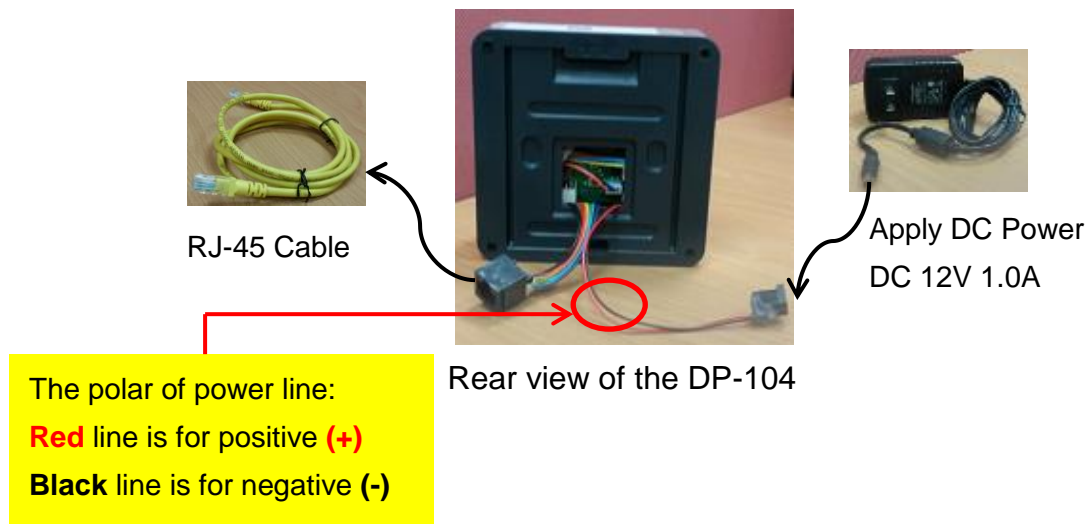 RJ-45 Cable
Apply DC Power
DC 12V 1.0A
Rear view of the DP-104
The polar of power line:
Red line is for positive (+)
Black line is for negative (-)